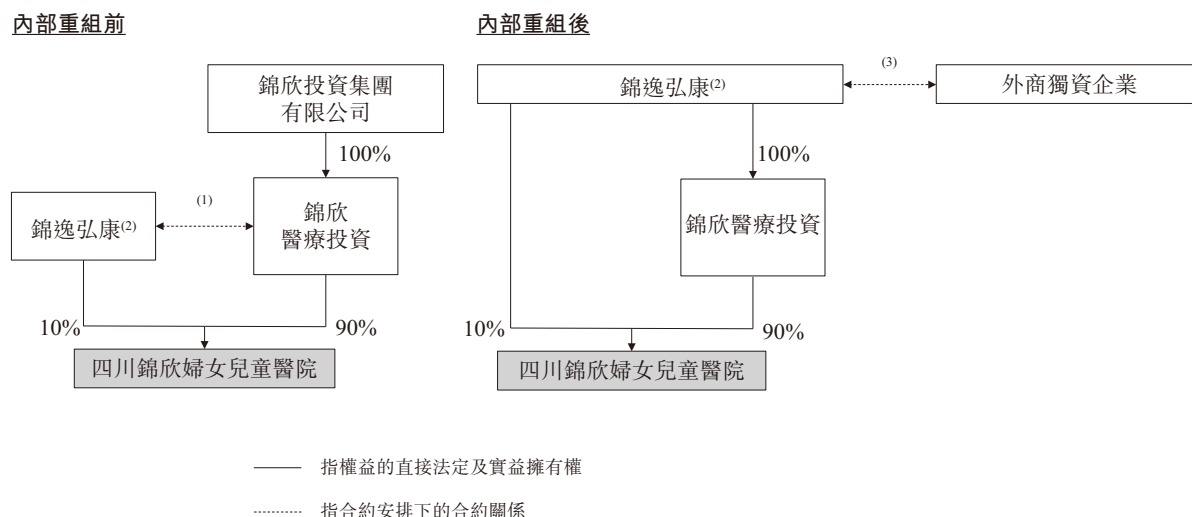 內部重組前
錦欣投資集團
有限公司
100%
(1)
錦逸弘康(2)
錦欣
醫療投資
10%
90%
四川錦欣婦女兒童醫院
內部重組後
(3)
錦逸弘康(2)
外商獨資企業
100%
錦欣醫療投資
10%
90%
四川錦欣婦女兒童醫院
指權益的直接法定及實益擁有權
指合約安排下的合約關係